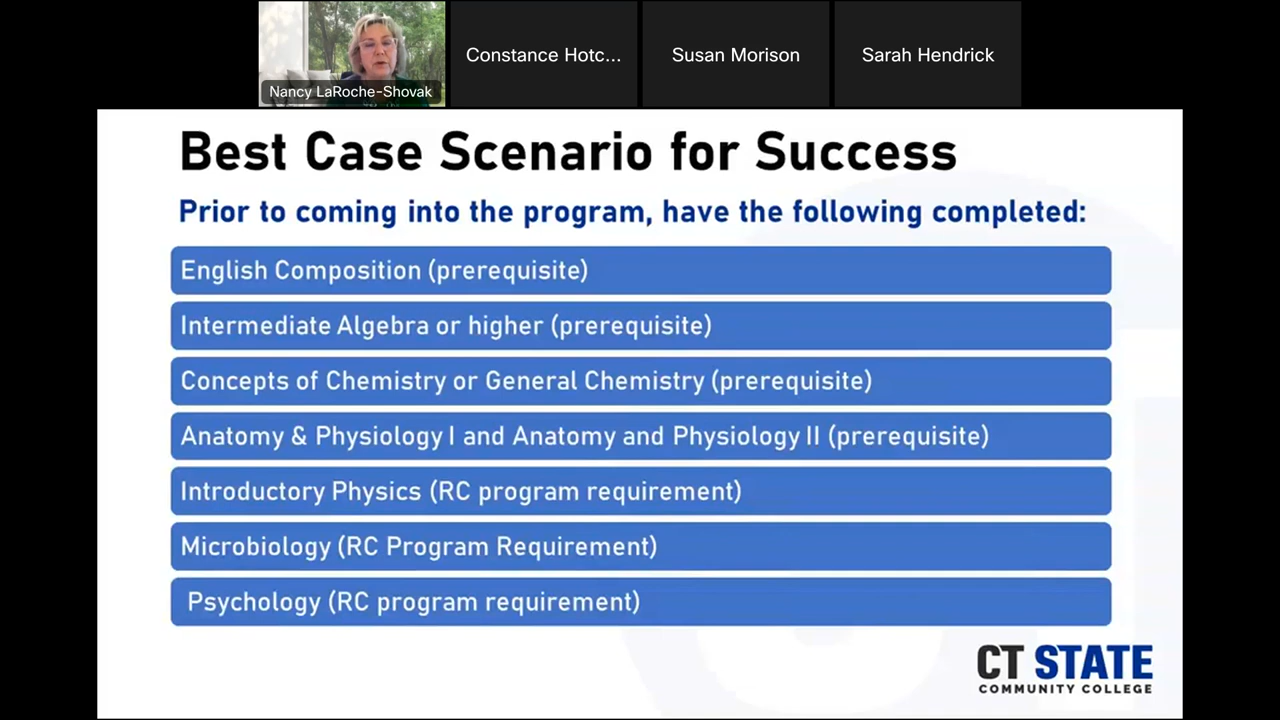 Nancy LaRoche-Shovak
Constance Hotc...
Susan Morison
Sarah Hendrick
Best Case Scenario for Success
Prior to coming into the program, have the following completed:
English Composition (prerequisite)
Intermediate Algebra or higher (prerequisite)
Concepts of Chemistry or General Chemistry (prerequisite)
Anatomy & Physiology I and Anatomy and Physiology II (prerequisite)
Introductory Physics (RC program requirement)
Microbiology (RC Program Requirement)
Psychology (RC program requirement)
CT STATE
COMMUNITY COLLEGE